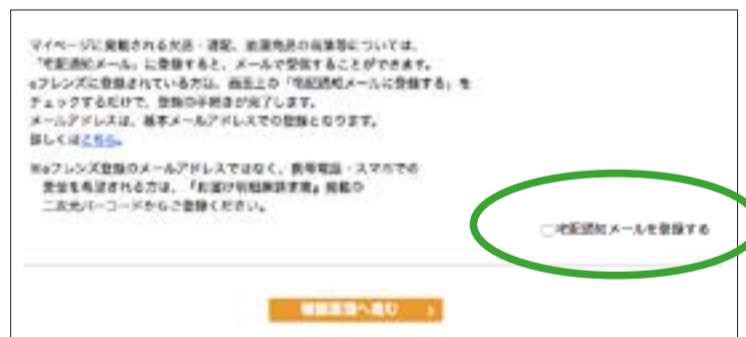 マイページに掲載される欠品・遅配、抽選商品の当落等については、
「宅配通知メール」に登録すると、メールで受信することができます。
eフレンズに登録されている方は、画面上の「宅配通知メールに登録する」を
チェックするだけで、登録の手続きが完了します。
メールアドレスは、基本メールアドレスでの登録となります。
詳しくはこちら。
※eフレンズ登録のメールアドレスではなく、携帯電話・スマホでの
受信を希望される方は、「お届け明細兼請求書」掲載の
二次元バーコードからご登録ください。
宅配通知メールを登録する
確認画面へ進む